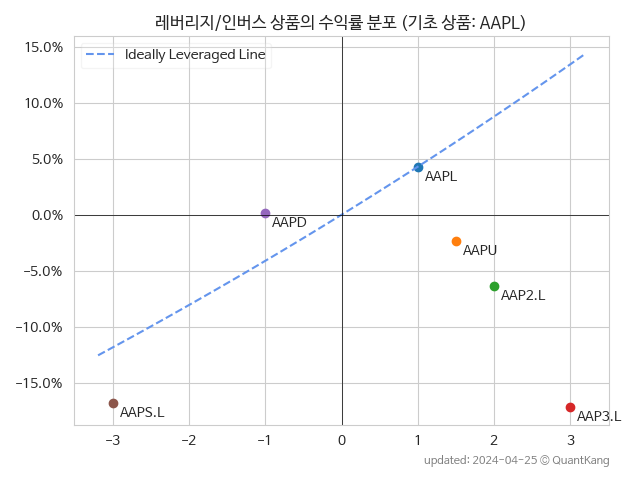 레버리지/인버스 상품의 수익률 분포 (기초 상품: AAPL)
15.0%
Ideally Leveraged Line
10.0%
5.0%
AAPL
0.0%
AAPD
AAPU
−5.0%
AAP2.L
−10.0%
−15.0%
AAPS.L
AAP3.L
−3 −2 −1 0 1 2 3
updated: 2024-04-25 © QuantKang